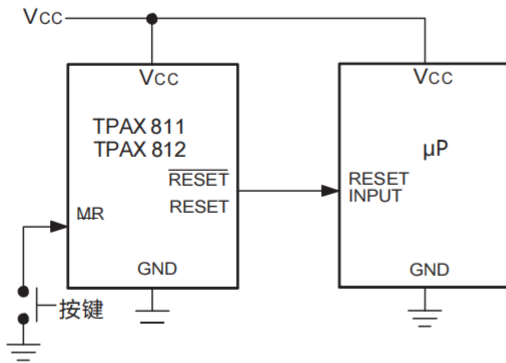 VCC
VCC
TPAX 811
TPAX 812
RESET
RESET
MR
GND
按键
VCC
μP
RESET
INPUT
GND